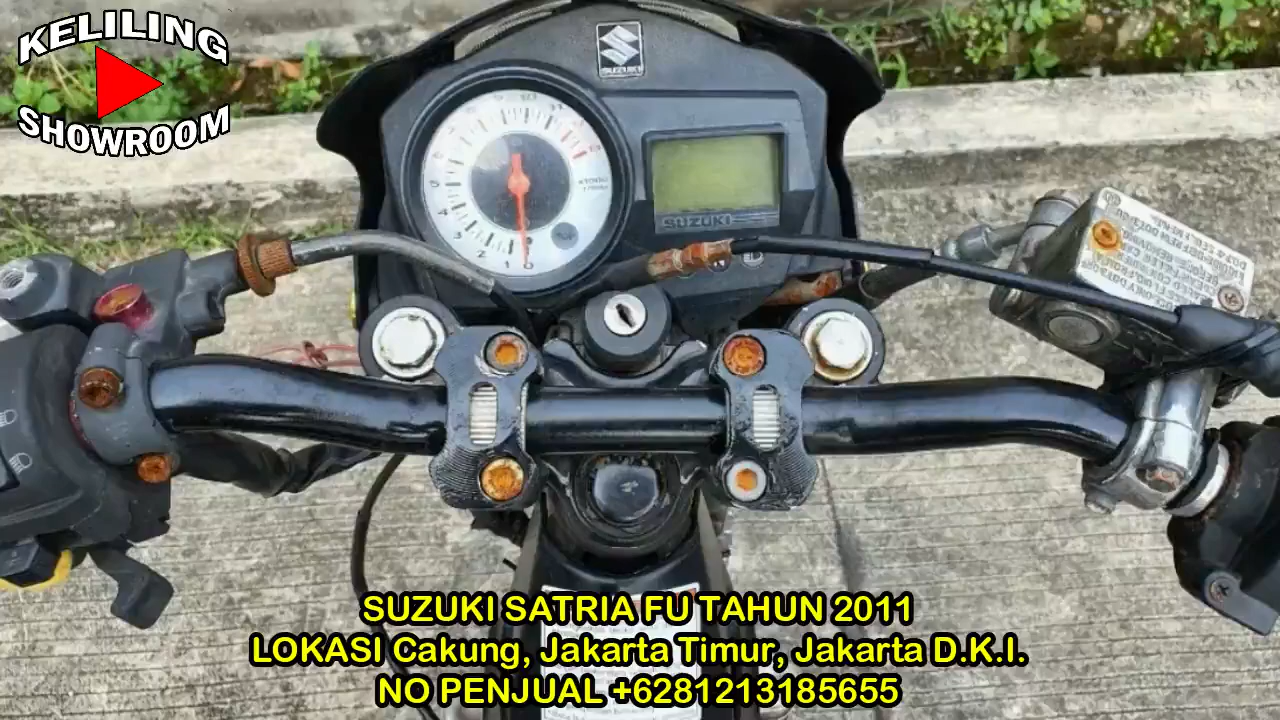 KELILING
SHOWROOM
SUZUKI
SUZUKI
SUZUKI SATRIA FU TAHUN 2011
LOKASI Cakung, Jakarta Timur, Jakarta D.K.I.
NO PENJUAL +6281213185655